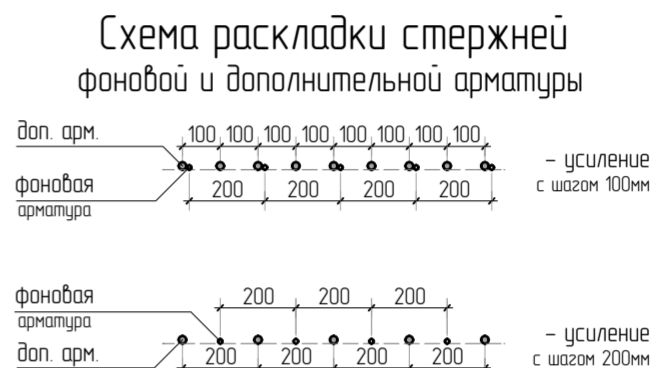 Схема раскладки стержней
фоновой и дополнительной арматуры
доп. арм.
100 100 100 100 100 100 100 100
фоновая
арматура
200 200 200 200
– усиление
с шагом 100мм
фоновая
арматура
200 200 200
доп. арм.
200 200 200 200
– усиление
с шагом 200мм